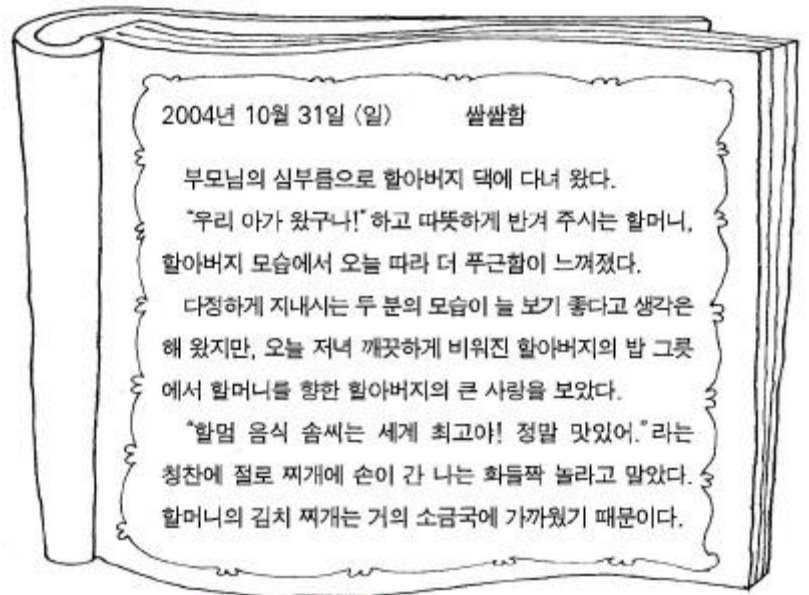 2004년 10월 31일 (일) 쌀쌀함
부모님의 심부름으로 할아버지 댁에 다녀 왔다.
"우리 아가 왔구나!" 하고 따뜻하게 반겨 주시는 할머니,
할아버지 모습에서 오늘 따라 더 푸근함이 느껴졌다.
다정하게 지내시는 두 분의 모습이 늘 보기 좋다고 생각은
해 왔지만, 오늘 저녁 깨끗하게 비워진 할아버지의 밥 그릇
에서 할머니를 향한 할아버지의 큰 사랑을 보았다.
"할멈 음식 솜씨는 세계 최고야! 정말 맛있어."라는
칭찬에 절로 찌개에 손이 간 나는 화들짝 놀라고 말았다.
할머니의 김치 찌개는 거의 소금국에 가까웠기 때문이다.